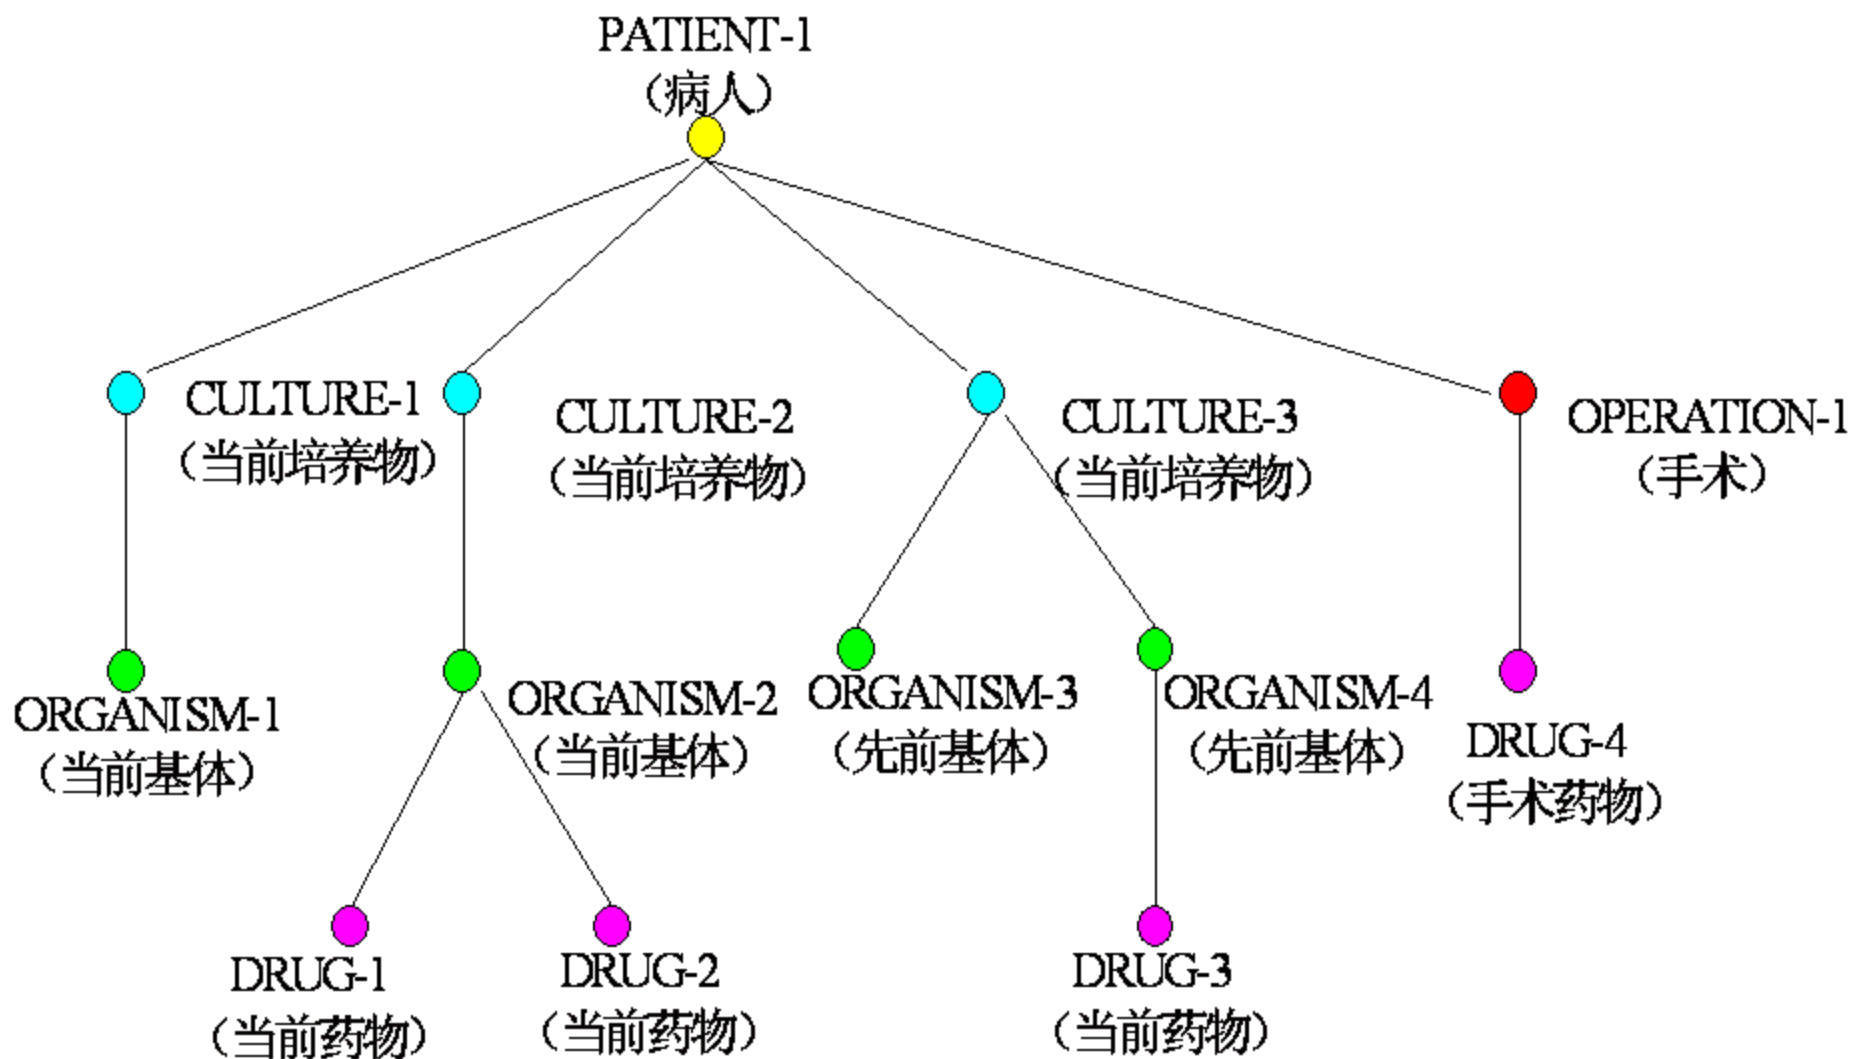 PATIENT-1
（病人）
CULTURE-1
（当前培养物）
CULTURE-2
（当前培养物）
CULTURE-3
（当前培养物）
OPERATION-1
（手术）
ORGANISM-1
（当前基体）
ORGANISM-2
（当前基体）
ORGANISM-3
（先前基体）
ORGANISM-4
（先前基体）
DRUG-4
（手术药物）
DRUG-1
（当前药物）
DRUG-2
（当前药物）
DRUG-3
（当前药物）